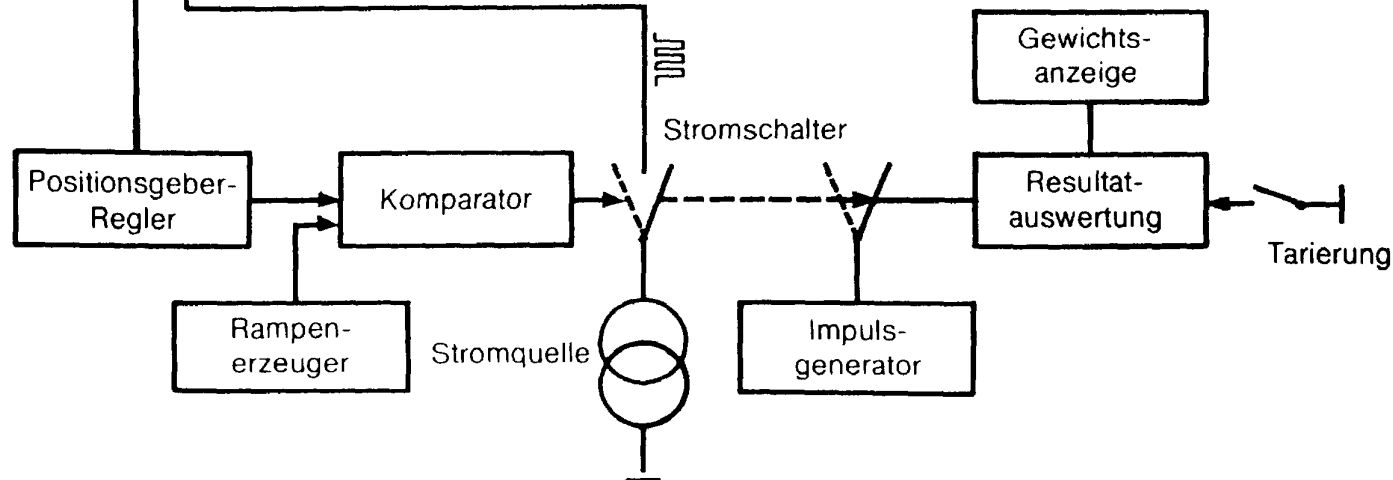 Gewichts-
anzeige
Stromschalter
Positionsgeber-
Regler
Komparator
Resultat-
auswertung
Tarierung
Rampen-
erzeuger
Stromquelle
Impuls-
generator